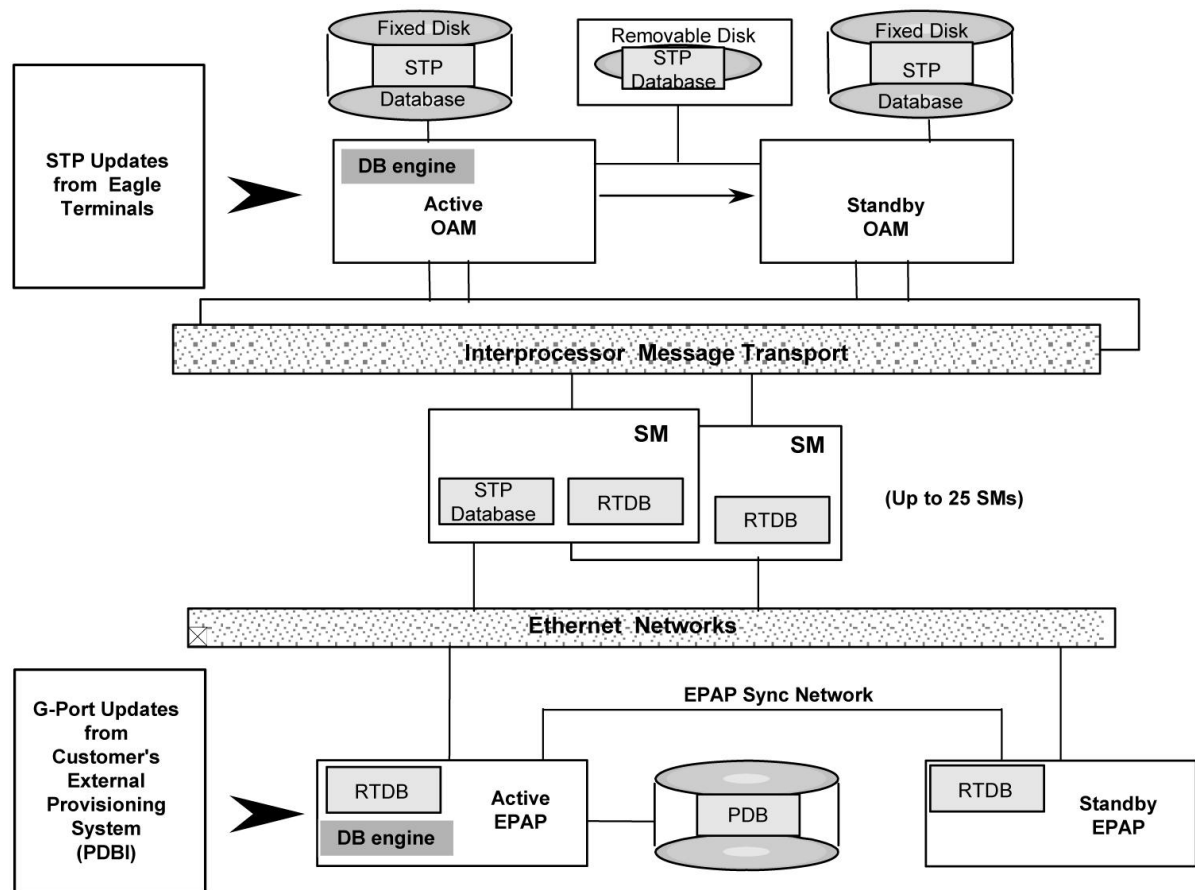 Fixed Disk
STP
Database
Removable Disk
STP
Database
Fixed Disk
STP
Database
STP Updates
from Eagle
Terminals
DB engine
Active
OAM
Standby
OAM
Interprocessor Message Transport
SM
STP
Database
RTDB
SM
RTDB
(Up to 25 SMs)
Ethernet Networks
G-Port Updates
from
Customer's
External
Provisioning
System
(PDBI)
EPAP Sync Network
RTDB
DB engine
Active
EPAP
PDB
RTDB
Standby
EPAP